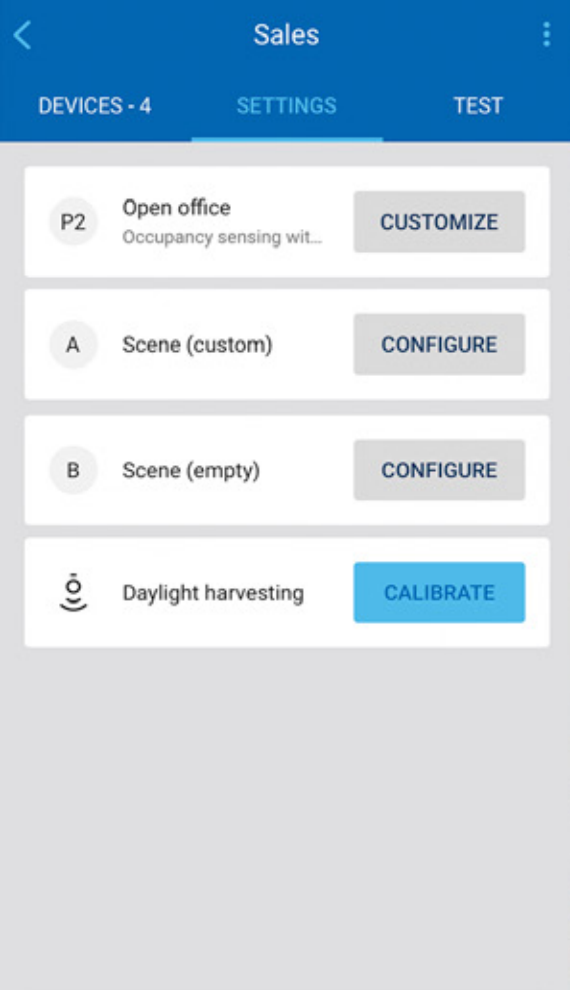 Sales
DEVICES - 4
SETTINGS
TEST
P2
Open office
Occupancy sensing wit...
CUSTOMIZE
A
Scene (custom)
CONFIGURE
B
Scene (empty)
CONFIGURE
Daylight harvesting
CALIBRATE